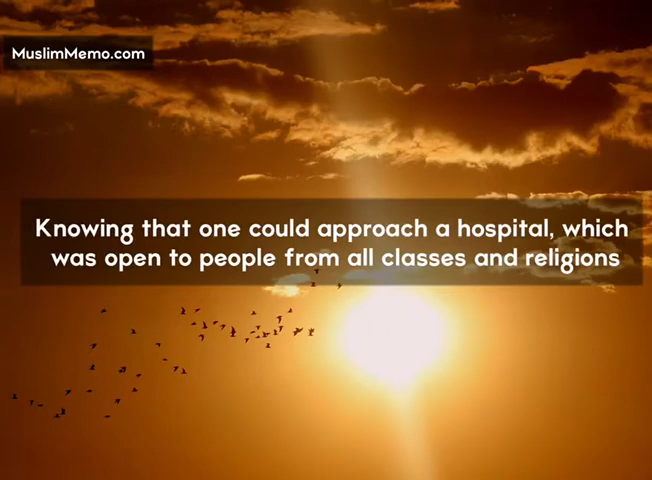 MuslimMemo.com
Knowing that one could approach a hospital, which
was open to people from all classes and religions